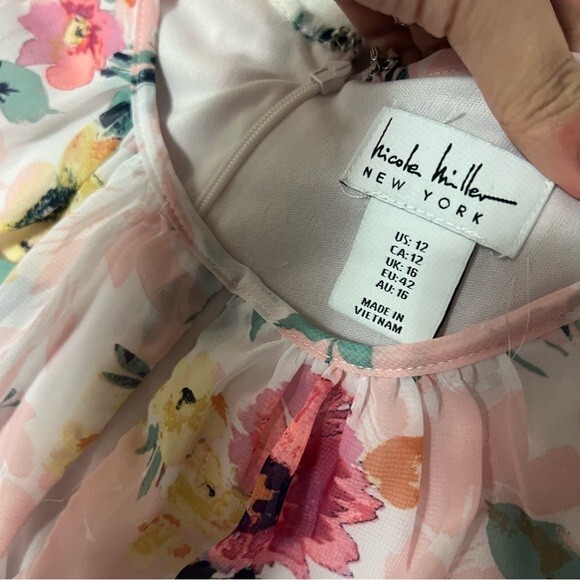 Nicole Miller
NEW YORK
US: 12
CA: 12
UK: 16
EU: 42
AU: 16
MADE IN
VIETNAM